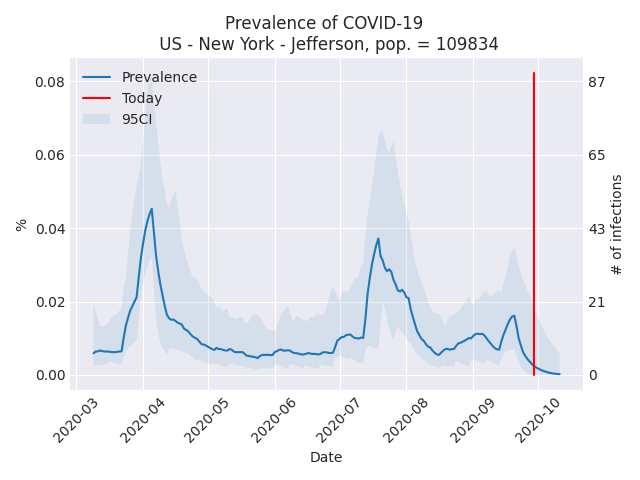 Prevalence of COVID-19
US - New York - Jefferson, pop. = 109834
Prevalence
Today
95CI
0.08
0.06
0.04
0.02
0.00
%
87
65
43
21
0
# of infections
2020-03
2020-04
2020-05
2020-06
2020-07
2020-08
2020-09
2020-10
Date